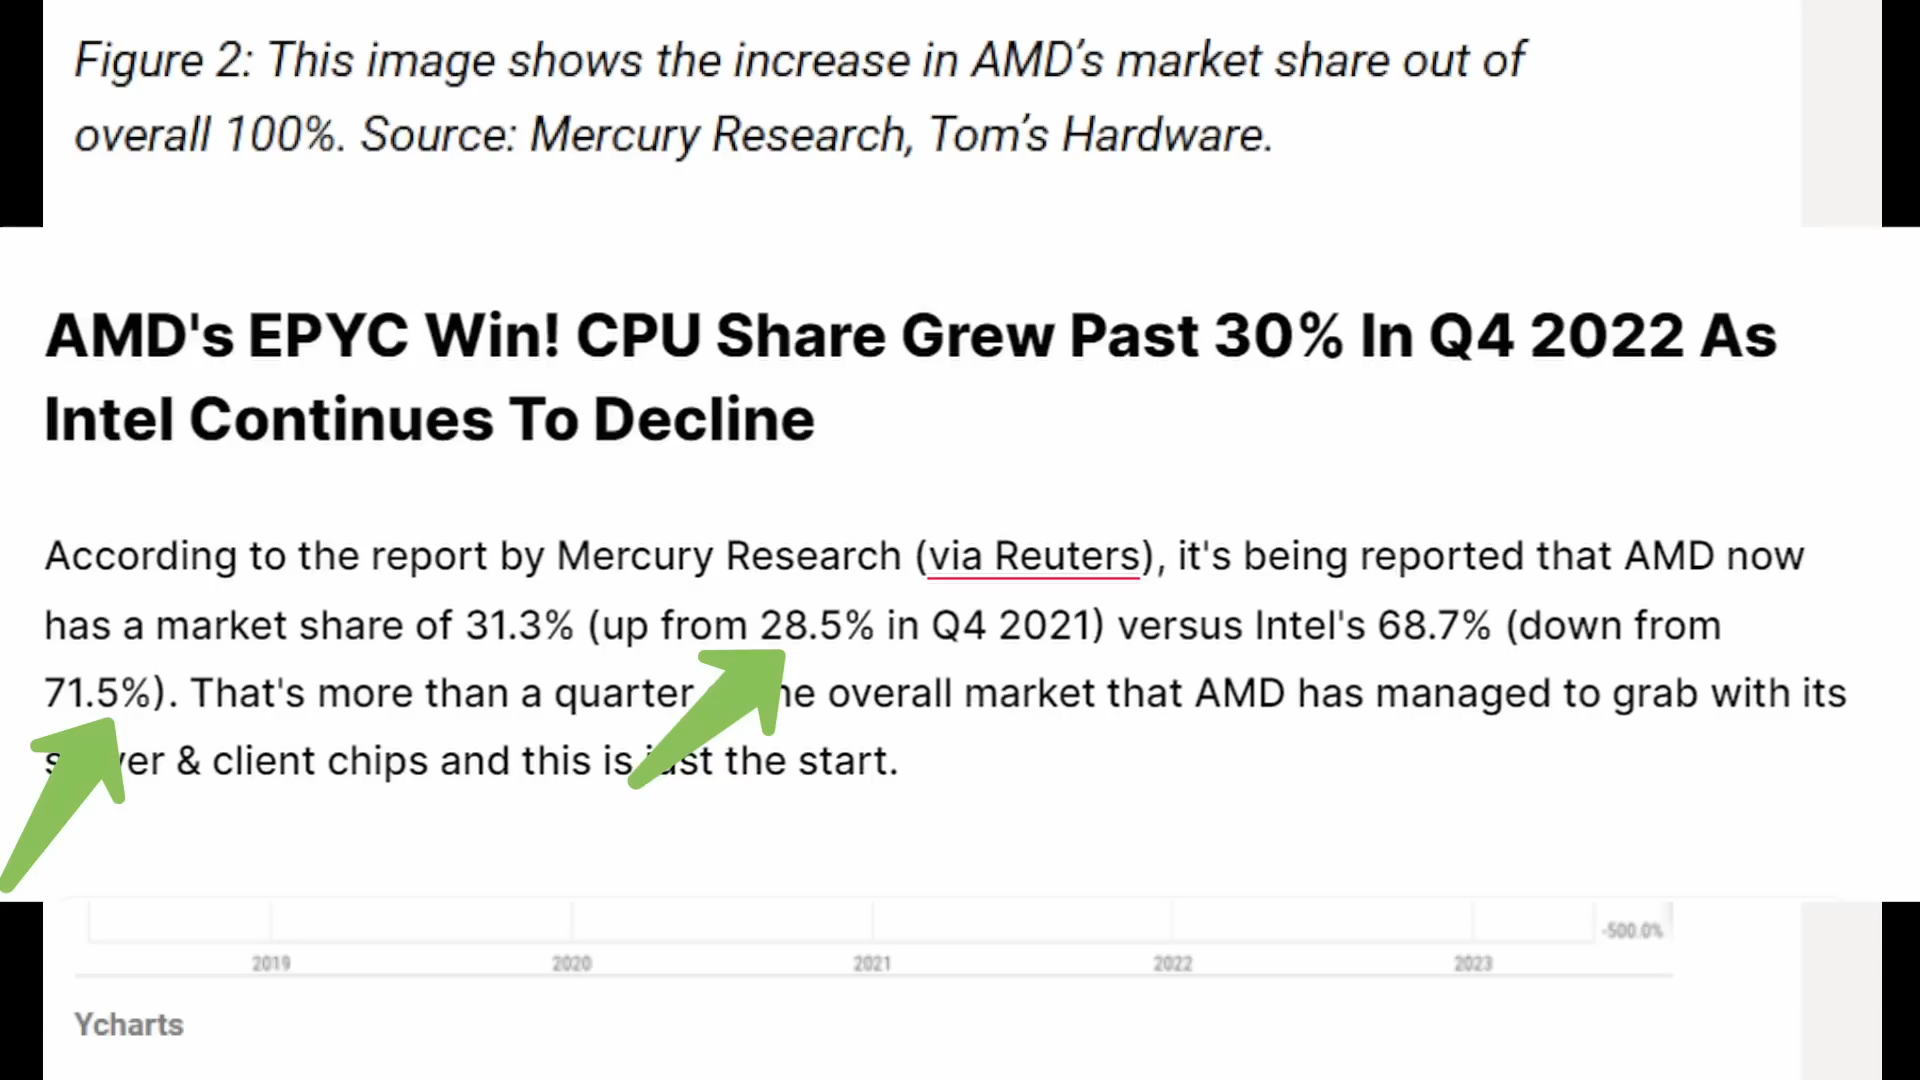 Figure 2: This image shows the increase in AMD’s market share out of
overall 100%. Source: Mercury Research, Tom’s Hardware.
AMD's EPYC Win! CPU Share Grew Past 30% In Q4 2022 As
Intel Continues To Decline
According to the report by Mercury Research (via Reuters), it's being reported that AMD now
has a market share of 31.3% (up from 28.5% in Q4 2021) versus Intel's 68.7% (down from
71.5%). That's more than a quarter overall market that AMD has managed to grab with its
& client chips and this is just the start.
-500.0%
2019 2020 2021 2022 2023
Ycharts